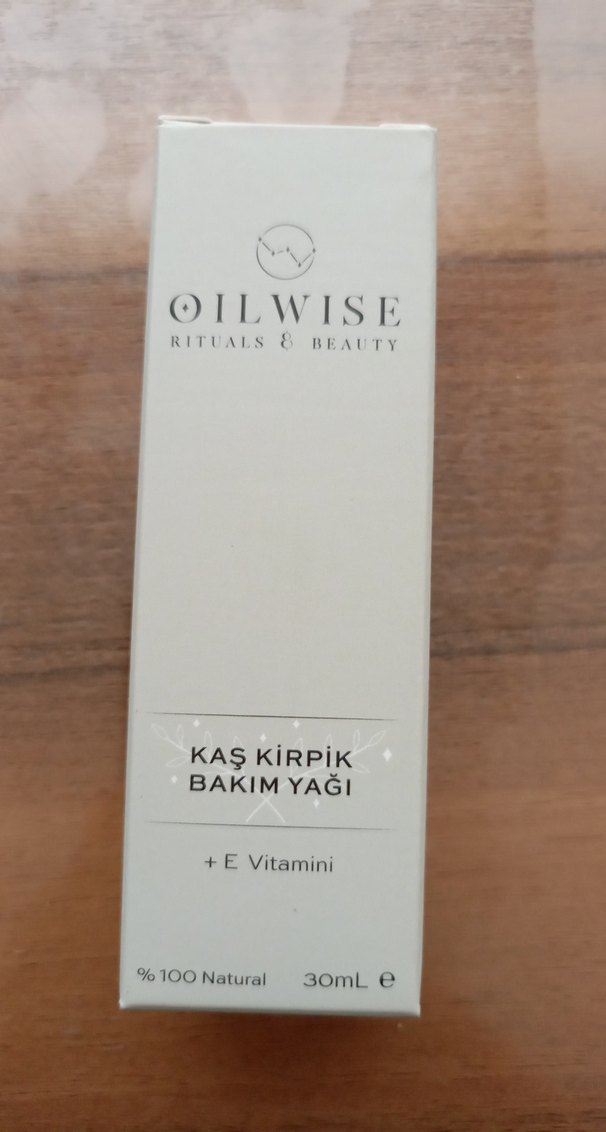 OILWISE
RITUALS & BEAUTY
KAŞ KİRPİK
BAKIM YAĞI
+ E Vitamini
%100 Natural 30mL ℮